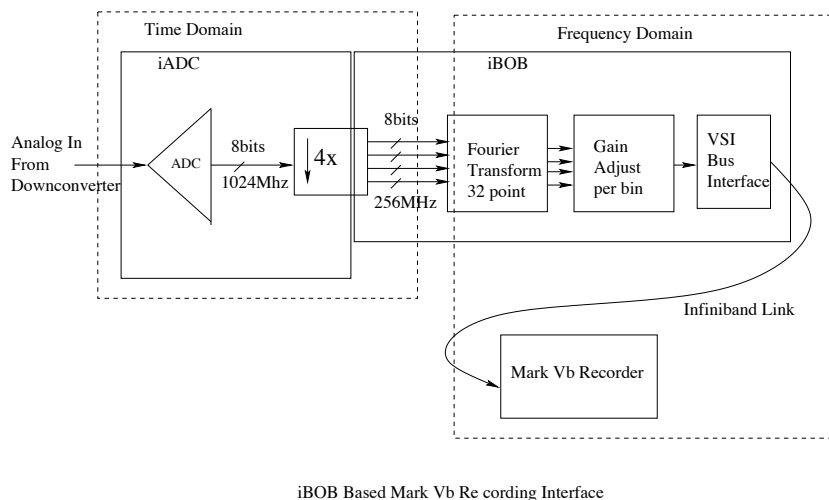 Time Domain
Frequency Domain
iADC
iBOB
Analog In
From
Downconverter
ADC
8bits
1024Mhz
4x
8bits
256MHz
Fourier
Transform
32 point
Gain
Adjust
per bin
VSI
Bus
Interface
Infiniband Link
Mark Vb Recorder
iBOB Based Mark Vb Re cording Interface